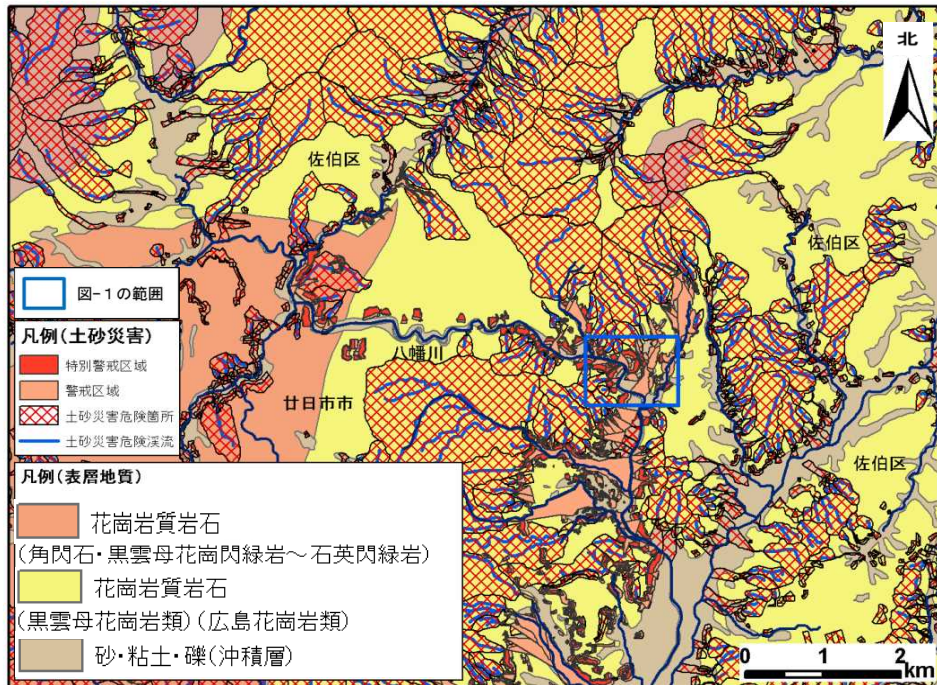 北
佐伯区
佐伯区
図-1の範囲
凡例(土砂災害)
特別警戒区域
警戒区域
土砂災害危険箇所
土砂災害危険渓流
八幡川
廿日市市
佐伯区
凡例(表層地質)
花崗岩質岩石
(角閃石・黒雲母花崗閃緑岩～石英閃緑岩)
花崗岩質岩石
(黒雲母花崗岩類)(広島花崗岩類)
砂・粘土・礫(沖積層)
0 1 2
km